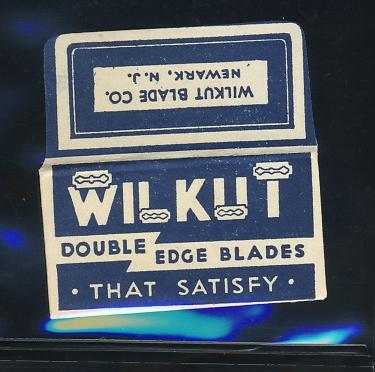 WILKUT BLADE CO.
NEWARK, N.J.
WILKUT
DOUBLE EDGE BLADES
• THAT SATISFY •